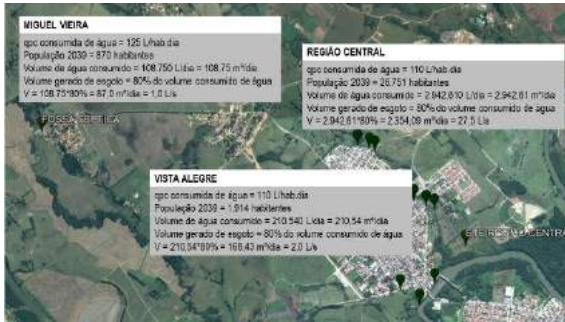 MIGUEL VIEIRA
qpc consumida de água = 125 L/hab.dia
População 2039 = 870 habitantes
Volume de água consumido = 108.750 L/dia = 108,75 m³/dia
Volume gerado de esgoto = 80% do volume consumido de água
V = 108,75*80% = 87,0 m³/dia = 1,0 L/s
REGIÃO CENTRAL
qpc consumida de água = 110 L/hab.dia
População 2039 = 26.751 habitantes
Volume de água consumido = 2.942.610 L/dia = 2.942,61 m³/dia
Volume gerado de esgoto = 80% do volume consumido de água
V = 2.942,61*80% = 2.354,09 m³/dia = 27,5 L/s
FOSSA SÉPTICA
VISTA ALEGRE
qpc consumida de água = 110 L/hab.dia
População 2039 = 1.914 habitantes
Volume de água consumido = 210.540 L/dia = 210,54 m³/dia
Volume gerado de esgoto = 80% do volume consumido de água
V = 210,54*80% = 168,43 m³/dia = 2,0 L/s
ETE